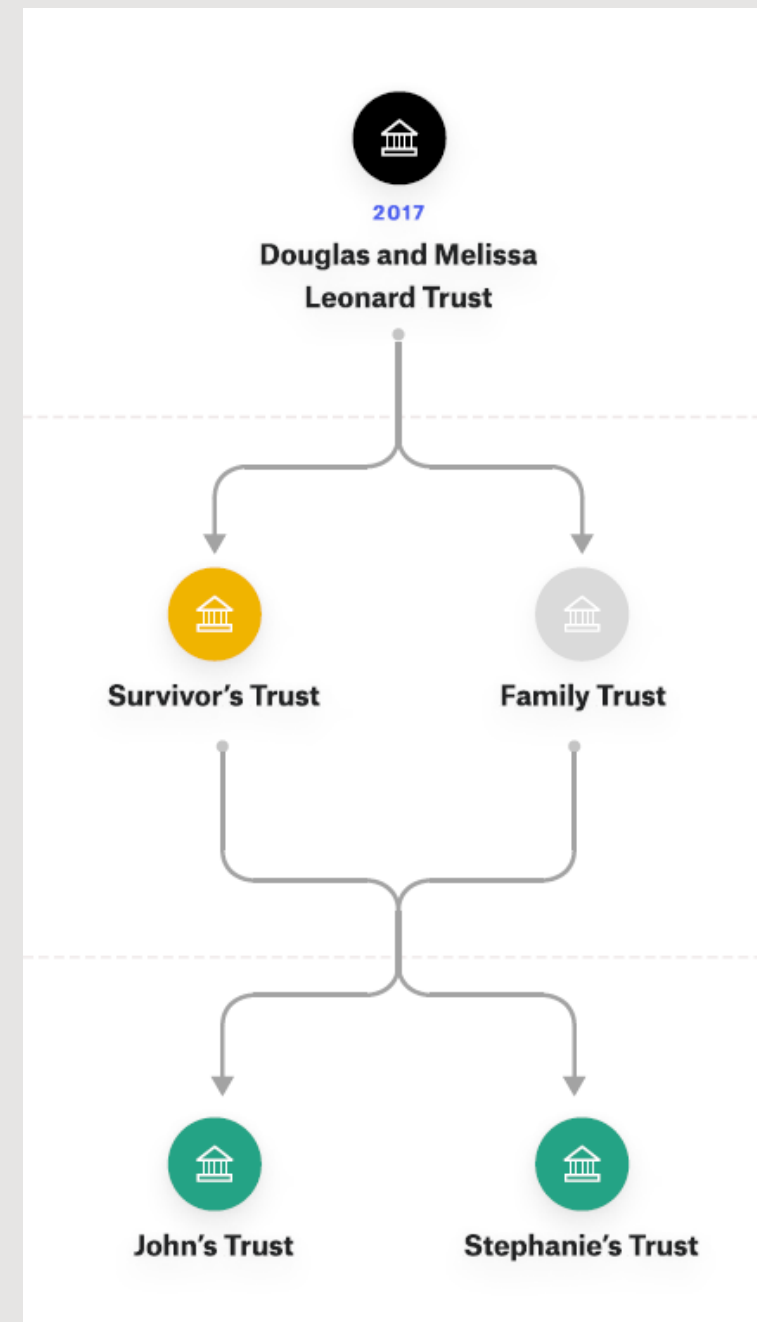 2017
Douglas and Melissa
Leonard Trust
Survivor’s Trust
Family Trust
John’s Trust
Stephanie’s Trust